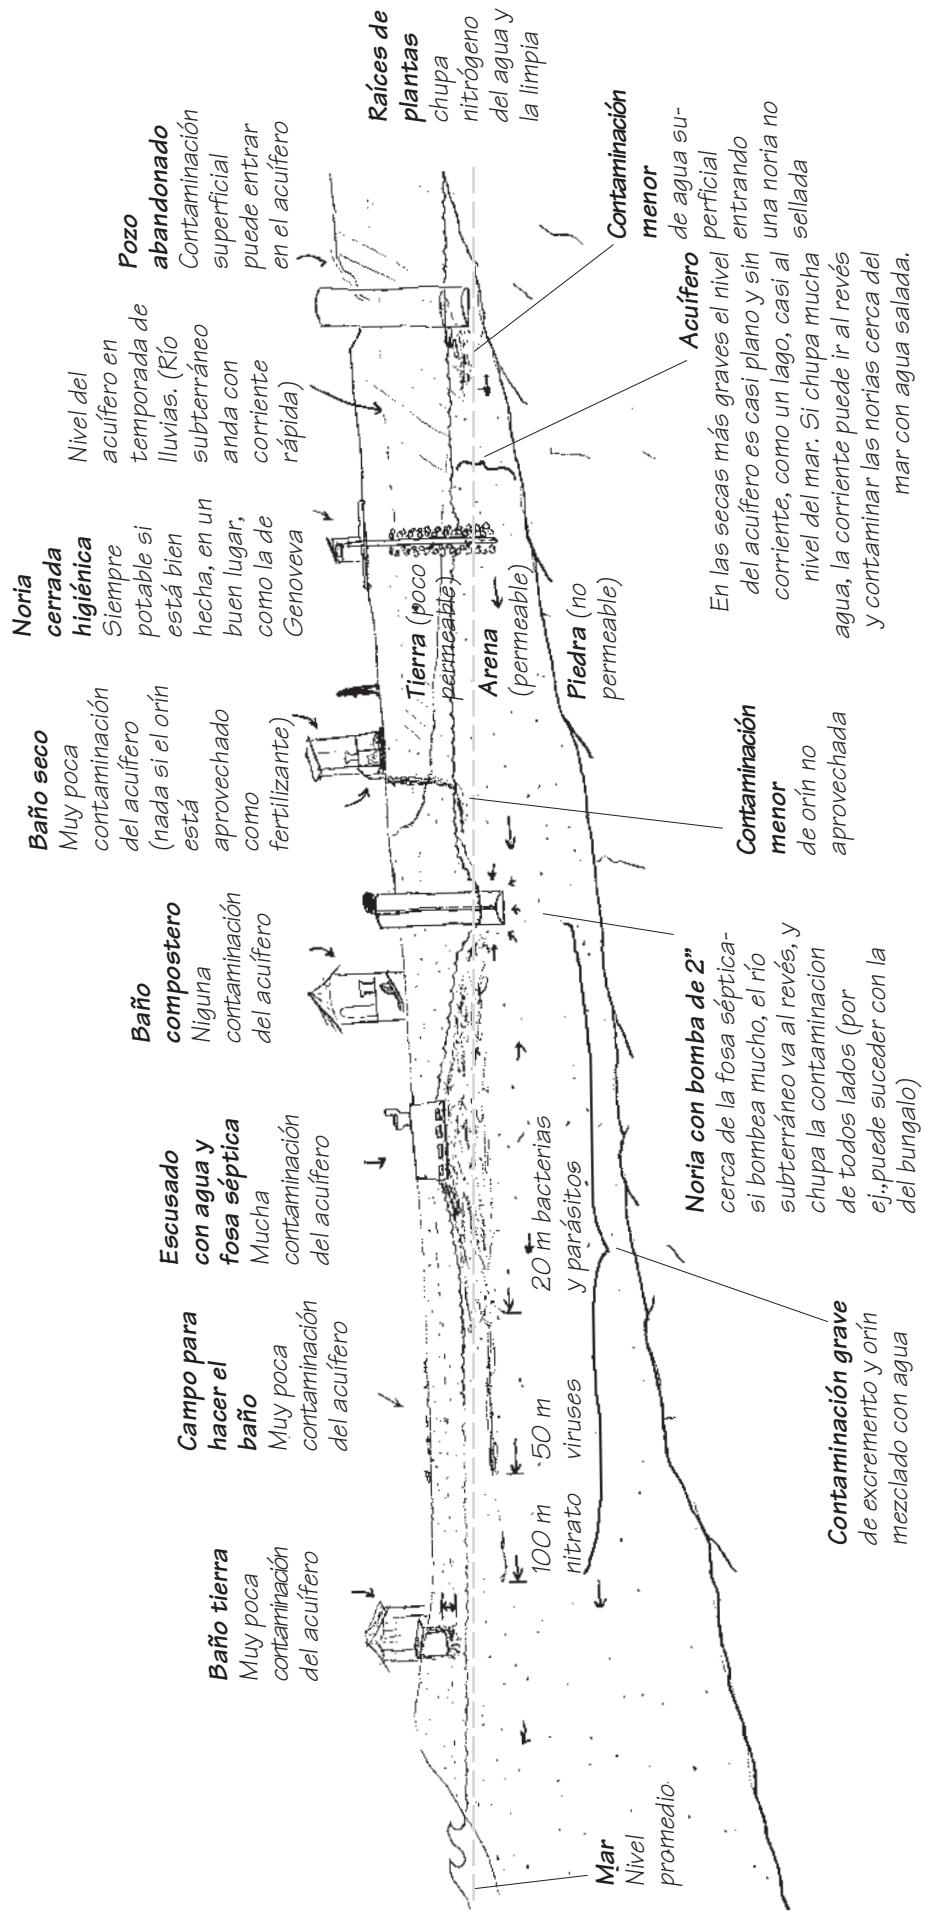 Baño tierra
Muy poca
contaminación
del acuífero
Campo para
hacer el
baño
Muy poca
contaminación
del acuífero
Escusado
con agua y
fosa séptica
Mucha
contaminación
del acuífero
Baño
compostero
Niguna
contaminación
del acuífero
Baño seco
Muy poca
contaminación
del acuífero
(nada si el orín
está
aprovechado
como
fertilizante)
Noria
cerrada
higiénica
Siempre
potable si
está bien
hecha, en un
buen lugar,
como la de
Genoveva
Nivel del
acuífero en
temporada de
lluvias. (Río
subterráneo
anda con
corriente
rápida)
Pozo
abandonado
Contaminación
superficial
puede entrar
en el acuífero
Raíces de
plantas
chupa
nitrógeno
del agua y
la limpia
Tierra (poco
permeable)
Arena
(permeable)
Piedra (no
permeable)
100 m
nitrato
50 m
viruses
20 m bacterias
y parásitos
Mar
Nivel
promedio
Contaminación grave
de excremento y orín
mezclado con agua
Noria con bomba de 2"
cerca de la fosa séptica-
si bombea mucho, el río
subterráneo va al revés, y
chupa la contaminacion
de todos lados (por
ej.,puede suceder con la
del bungalo)
Contaminación
menor
de orín no
aprovechada
Acuífero
En las secas más graves el nivel
del acuífero es casi plano y sin
corriente, como un lago, casi al
nivel del mar. Si chupa mucha
agua, la corriente puede ir al revés
y contaminar las norias cerca del
mar con agua salada.
Contaminación
menor
de agua su-
perficial
entrando
una noria no
sellada